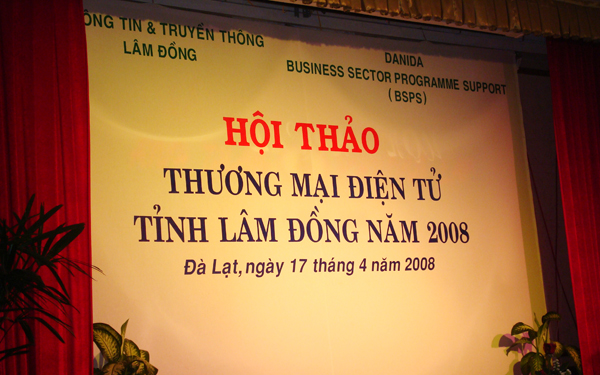 ÔNG TIN & TRUYỀN THÔNG
LÂM ĐỒNG
DANIDA
BUSINESS SECTOR PROGRAMME SUPPORT
(BSPS)
HỘI THẢO
THƯƠNG MẠI ĐIỆN TỬ
TỈNH LÂM ĐỒNG NĂM 2008
Đà Lạt, ngày 17 tháng 4 năm 2008